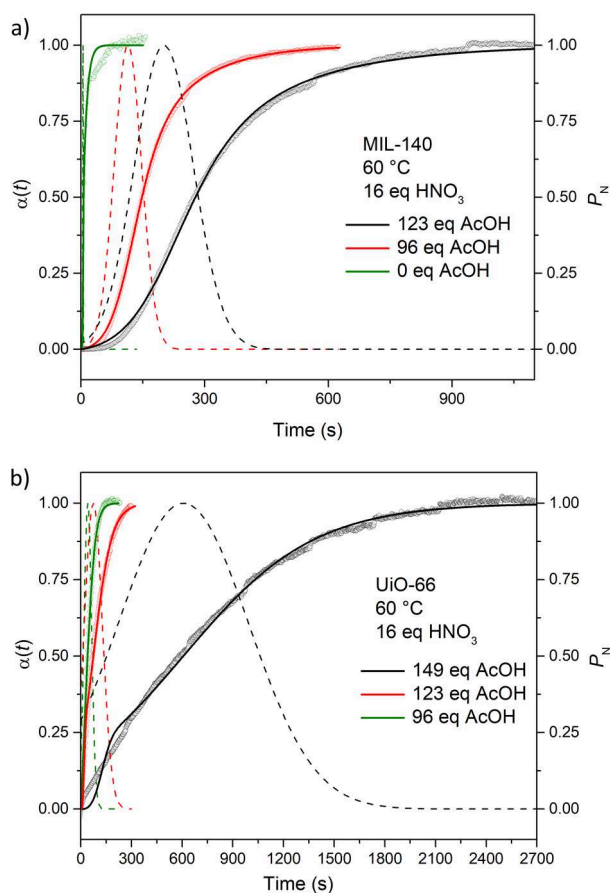 a)
1.00
0.75
0.50
0.25
0.00
α(t)
1.00
0.75
0.50
0.25
0.00
P_N
MIL-140
60 °C
16 eq HNO₃
123 eq AcOH
96 eq AcOH
0 eq AcOH
0 300 600 900
Time (s)
b)
1.00
0.75
0.50
0.25
0.00
α(t)
1.00
0.75
0.50
0.25
0.00
P_N
UiO-66
60 °C
16 eq HNO₃
149 eq AcOH
123 eq AcOH
96 eq AcOH
0 300 600 900 1200 1500 1800 2100 2400 2700
Time (s)